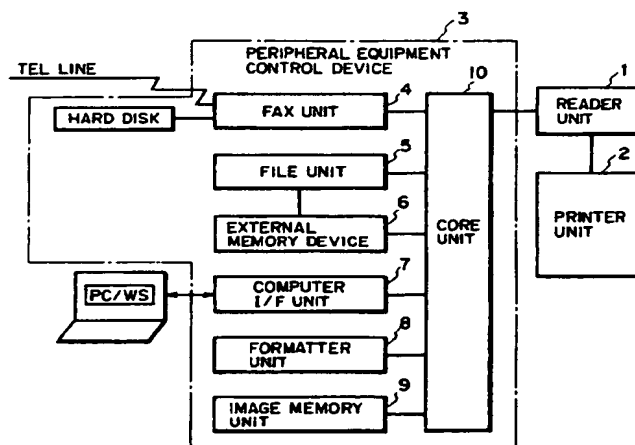 3
PERIPHERAL EQUIPMENT
CONTROL DEVICE
TEL LINE
10
1
HARD DISK
4
FAX UNIT
READER
UNIT
5
FILE UNIT
2
PRINTER
UNIT
6
EXTERNAL
MEMORY DEVICE
CORE
UNIT
7
PC/WS
COMPUTER
I/F UNIT
8
FORMATTER
UNIT
9
IMAGE MEMORY
UNIT